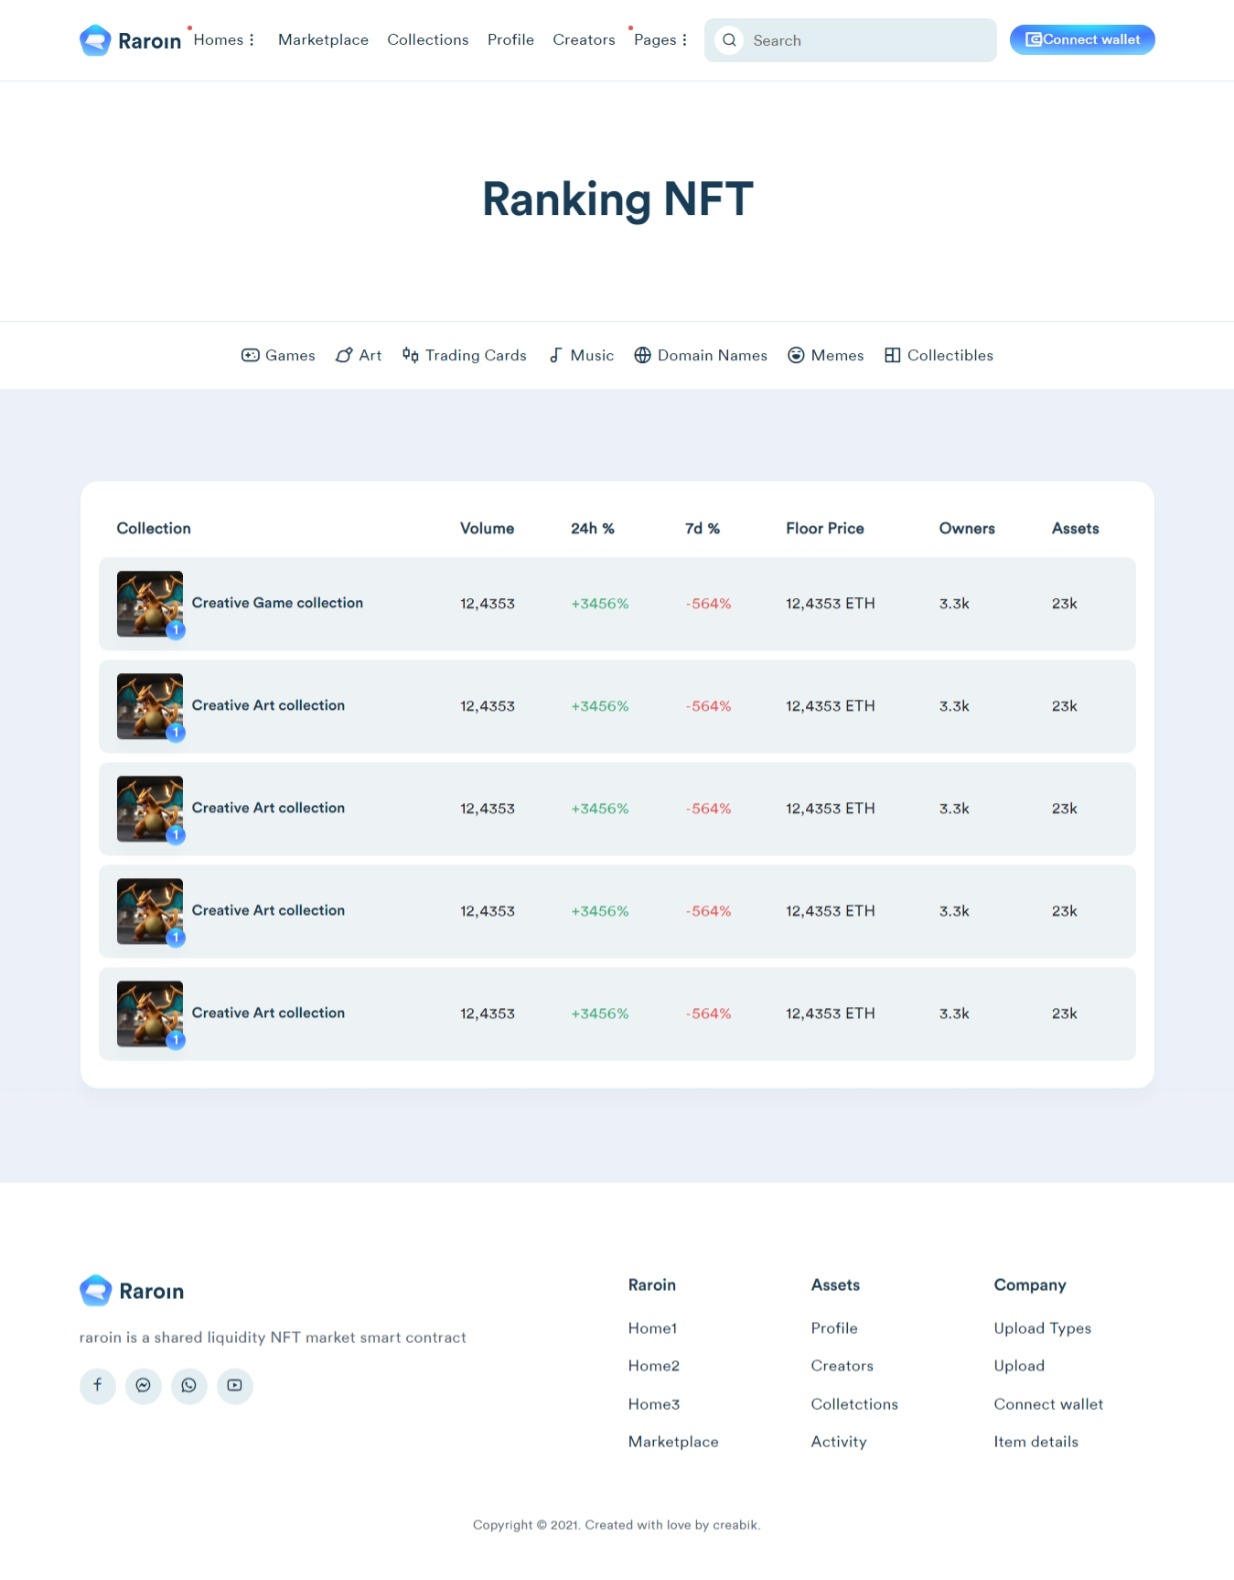 Raroin Homes Marketplace Collections Profile Creators Pages Search Connect wallet
Ranking NFT
Games Art Trading Cards Music Domain Names Memes Collectibles
Collection Volume 24h % 7d % Floor Price Owners Assets
Creative Game collection 12,4353 +3456% -564% 12,4353 ETH 3.3k 23k
1
Creative Art collection 12,4353 +3456% -564% 12,4353 ETH 3.3k 23k
1
Creative Art collection 12,4353 +3456% -564% 12,4353 ETH 3.3k 23k
1
Creative Art collection 12,4353 +3456% -564% 12,4353 ETH 3.3k 23k
1
Creative Art collection 12,4353 +3456% -564% 12,4353 ETH 3.3k 23k
1
Raroin
raroin is a shared liquidity NFT market smart contract
Raroin
Home1
Home2
Home3
Marketplace
Assets
Profile
Creators
Colletctions
Activity
Company
Upload Types
Upload
Connect wallet
Item details
Copyright © 2021. Created with love by creabik.